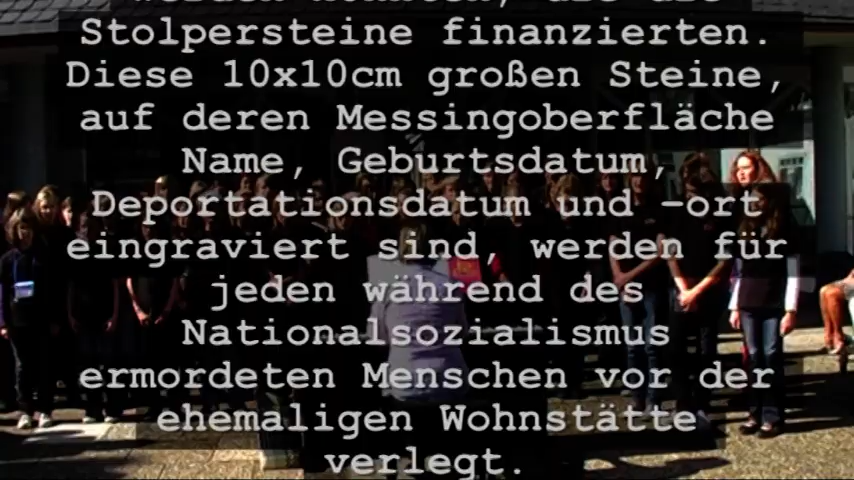 Stolpersteine finanzierten.
Diese 10x10cm großen Steine,
auf deren Messingoberfläche
Name, Geburtsdatum,
Deportationsdatum und -ort
eingraviert sind, werden für
jeden während des
Nationalsozialismus
ermordeten Menschen vor der
ehemaligen Wohnstätte
verlegt.